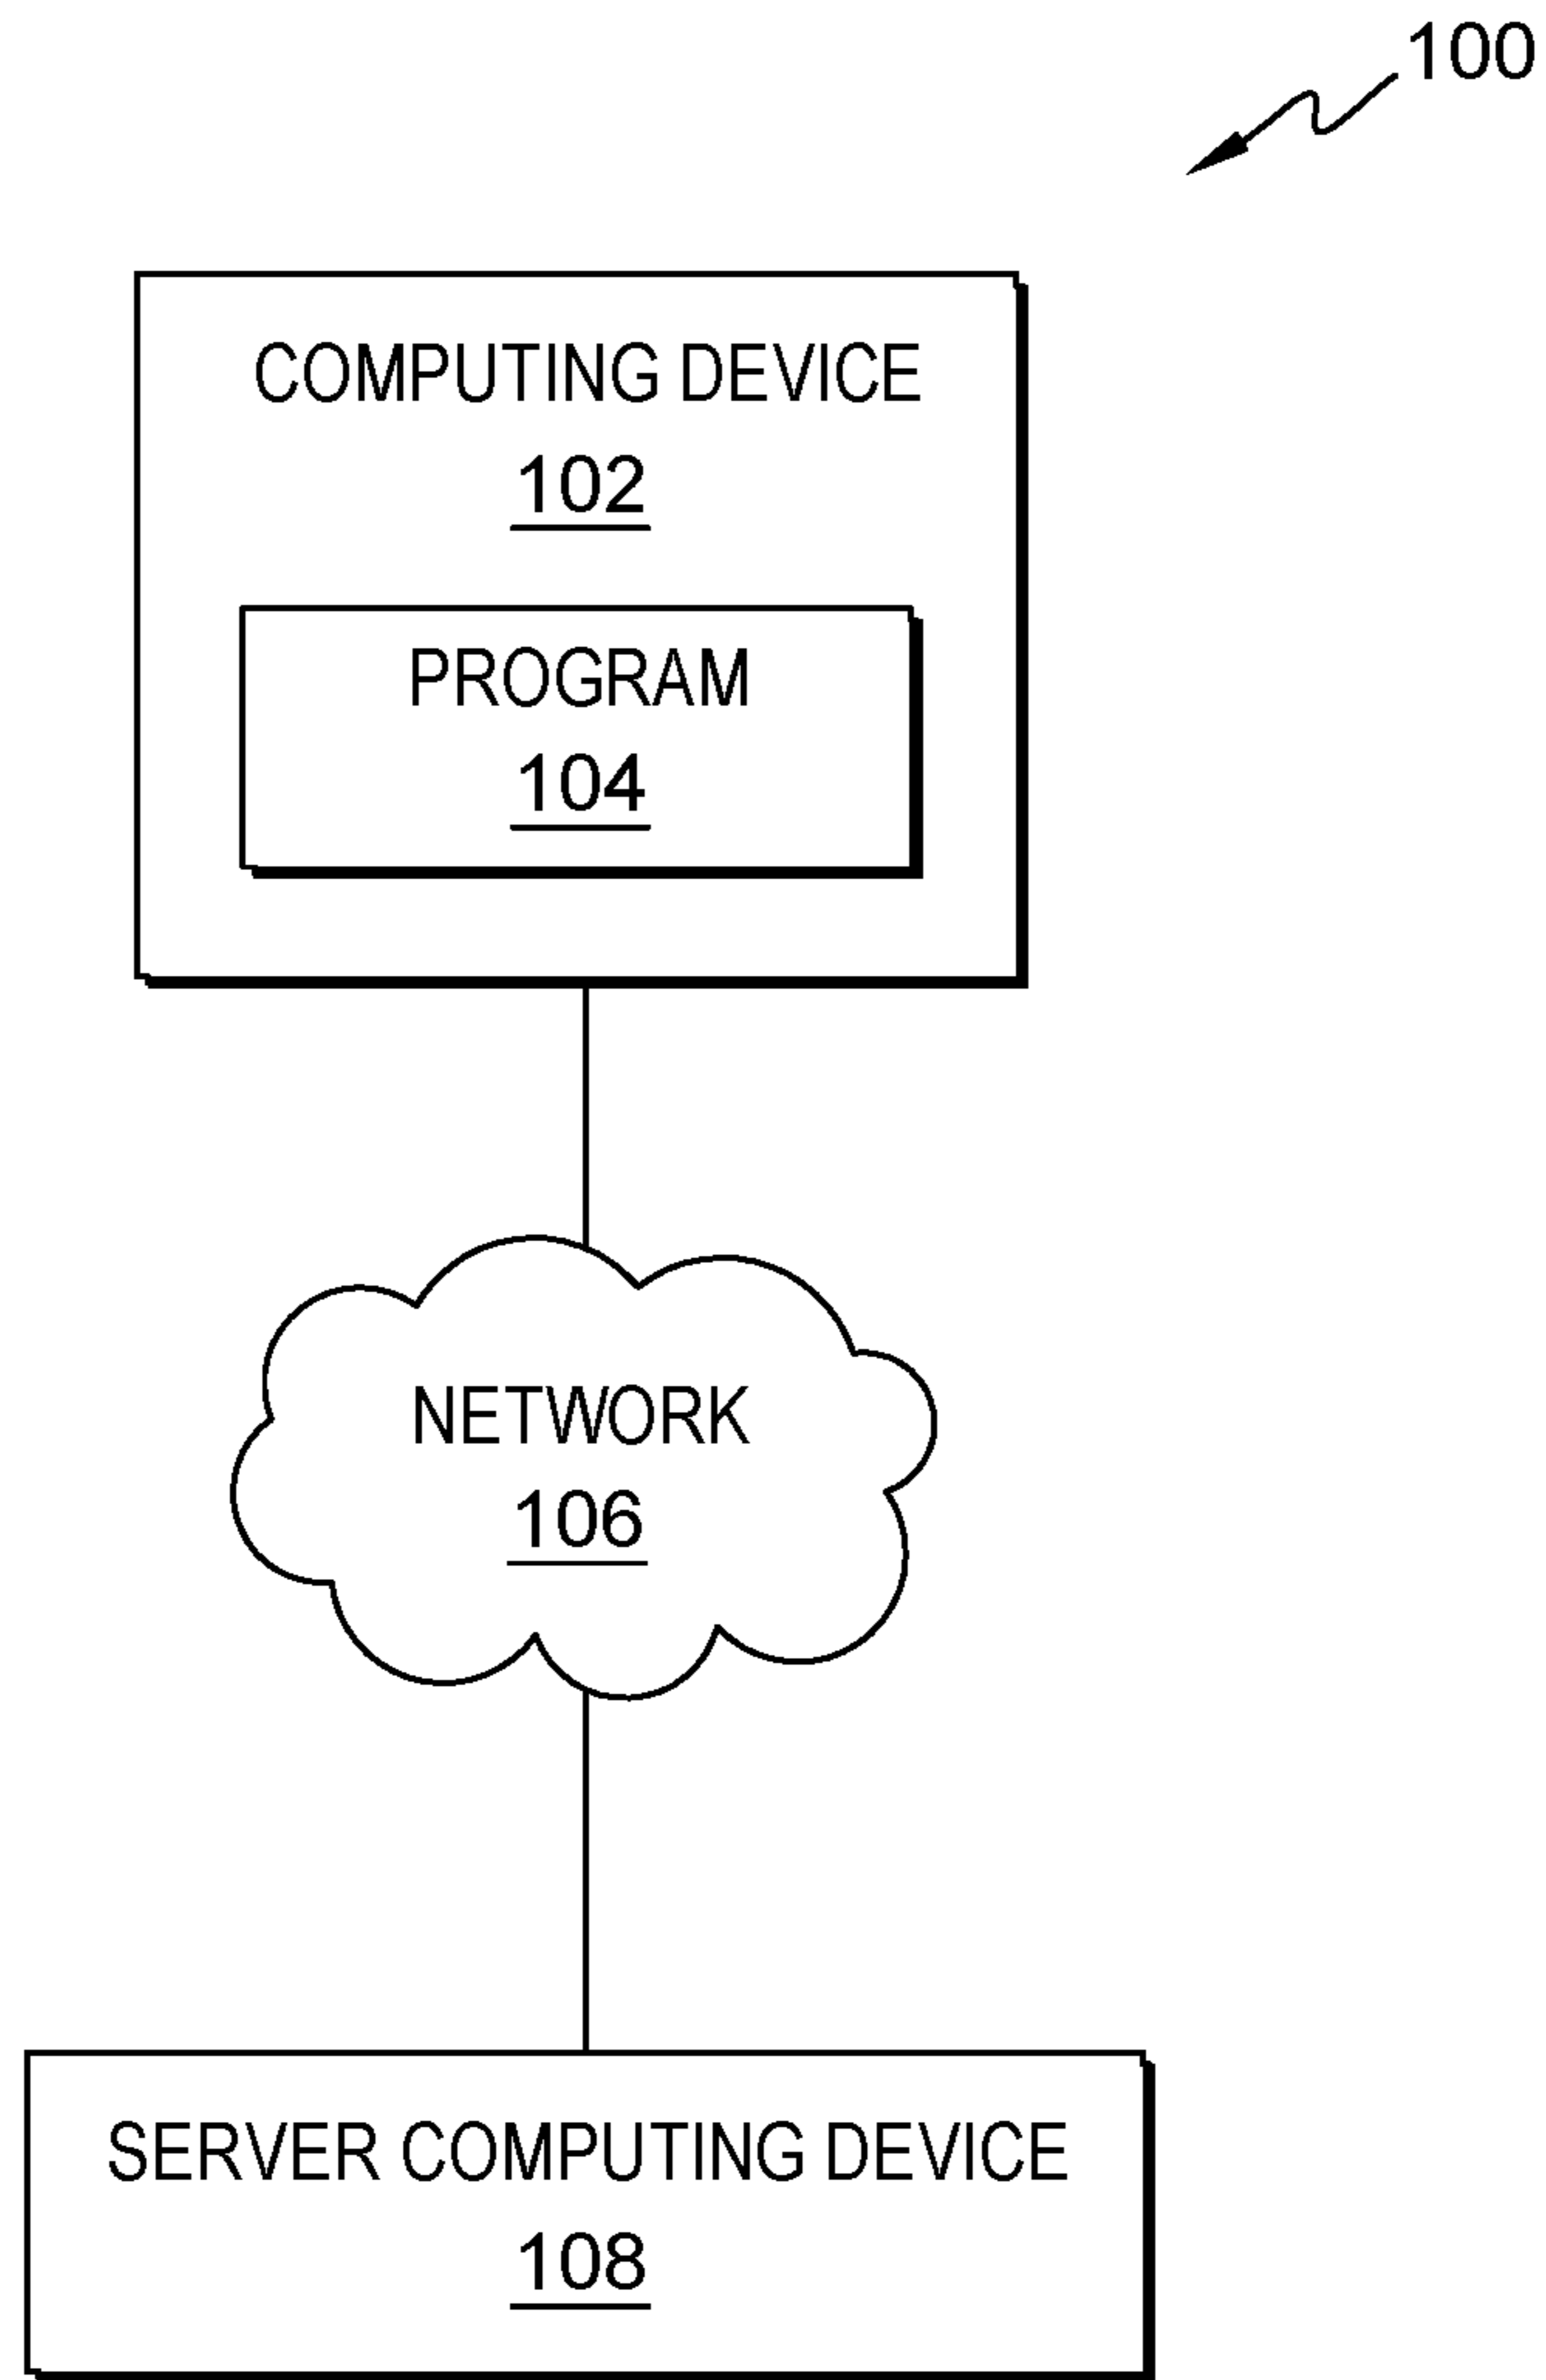 100
COMPUTING DEVICE
102
PROGRAM
104
NETWORK
106
SERVER COMPUTING DEVICE
108